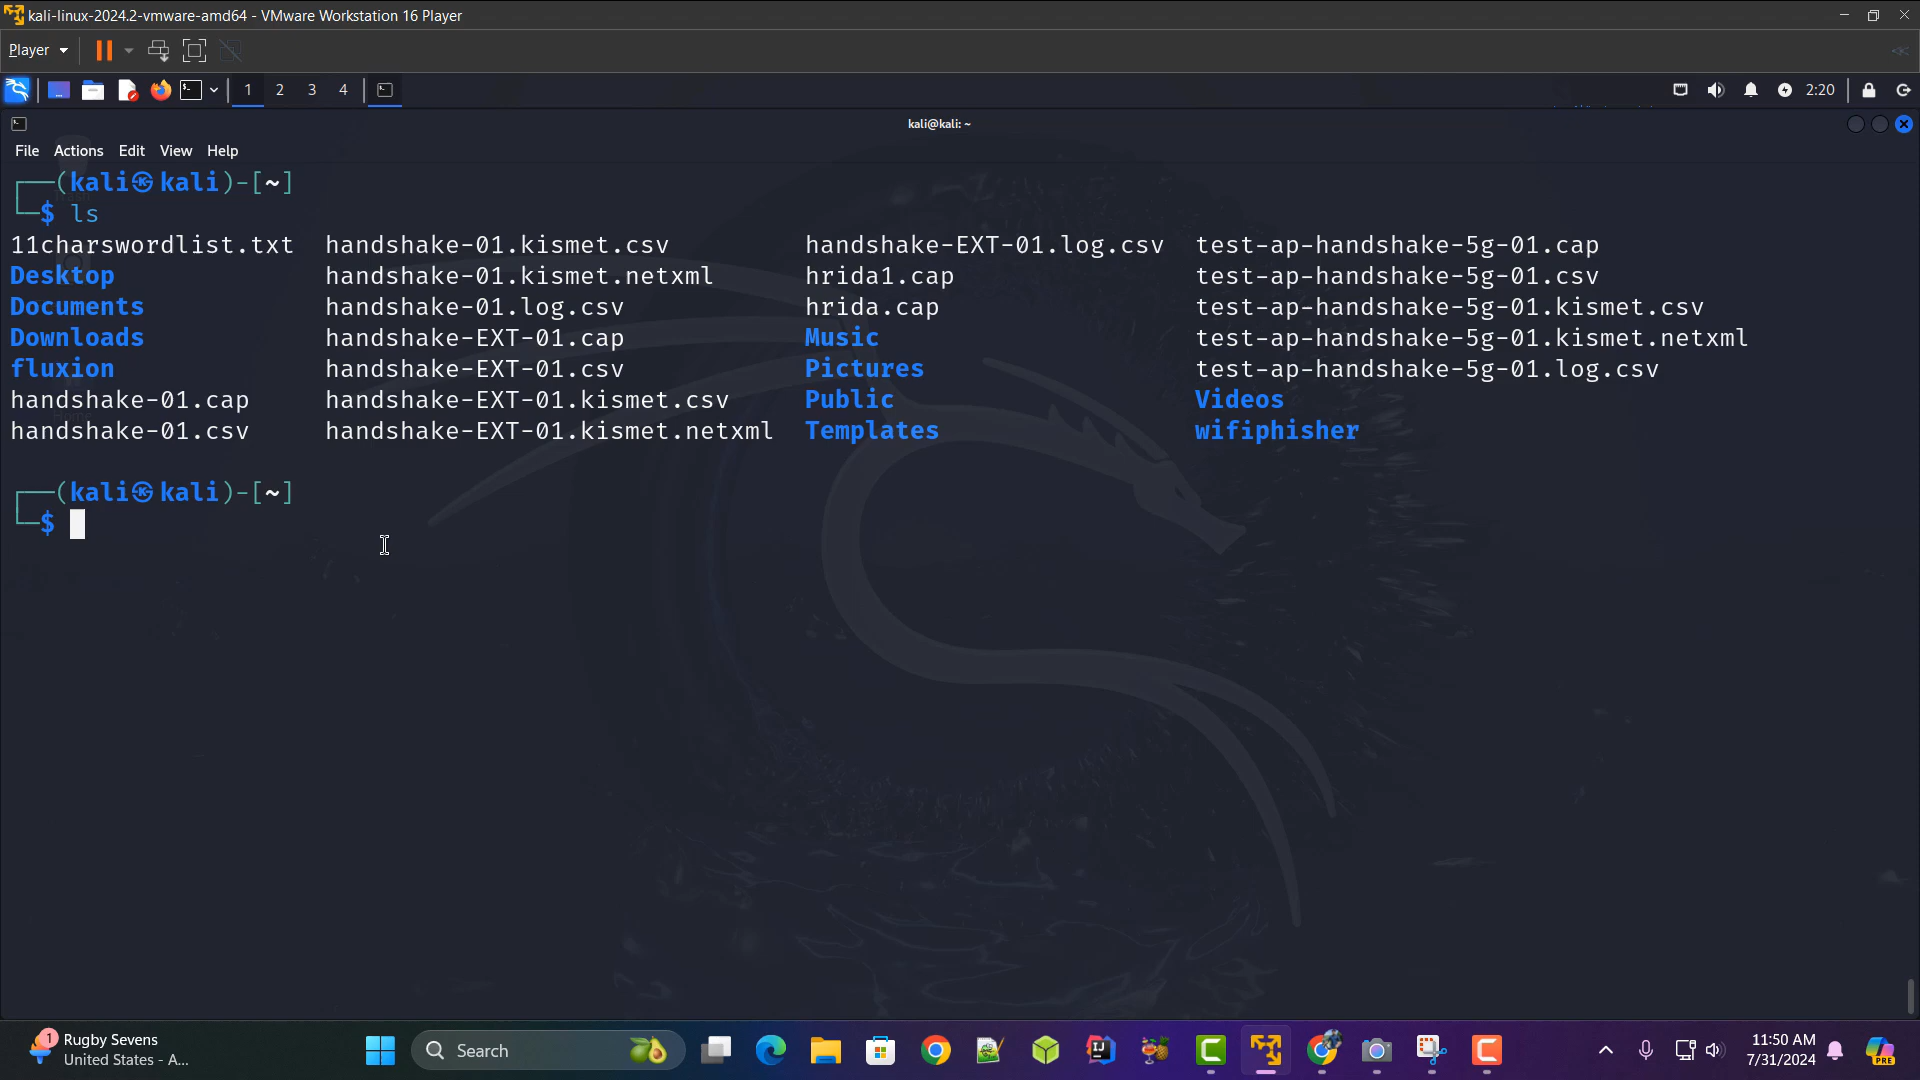 kali-linux-2024.2-vmware-amd64 - VMware Workstation 16 Player
Player
1 2 3 4
2:20
kali@kali: ~
File Actions Edit View Help
┌──(kali㉿kali)-[~]
└─$ ls
11charswordlist.txt handshake-01.kismet.csv handshake-EXT-01.log.csv test-ap-handshake-5g-01.cap
Desktop handshake-01.kismet.netxml hrida1.cap test-ap-handshake-5g-01.csv
Documents handshake-01.log.csv hrida.cap test-ap-handshake-5g-01.kismet.csv
Downloads handshake-EXT-01.cap Music test-ap-handshake-5g-01.kismet.netxml
fluxion handshake-EXT-01.csv Pictures test-ap-handshake-5g-01.log.csv
handshake-01.cap handshake-EXT-01.kismet.csv Public Videos
handshake-01.csv handshake-EXT-01.kismet.netxml Templates wifiphisher
┌──(kali㉿kali)-[~]
└─$
1
Rugby Sevens
United States - A...
Search
11:50 AM
7/31/2024
PRE